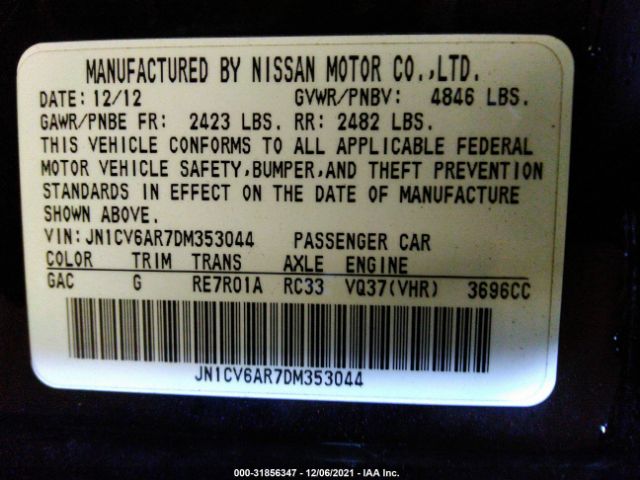 MANUFACTURED BY NISSAN MOTOR CO.,LTD.
DATE: 12/12 GVWR/PNBV: 4846 LBS.
GAWR/PNBE FR: 2423 LBS. RR: 2482 LBS.
THIS VEHICLE CONFORMS TO ALL APPLICABLE FEDERAL
MOTOR VEHICLE SAFETY,BUMPER,AND THEFT PREVENTION
STANDARDS IN EFFECT ON THE DATE OF MANUFACTURE
SHOWN ABOVE.
VIN:JN1CV6AR7DM353044 PASSENGER CAR
COLOR TRIM TRANS AXLE ENGINE
GAC G RE7R01A RC33 VQ37(VHR) 3696CC
JN1CV6AR7DM353044
000-31856347 - 12/06/2021 - IAA Inc.